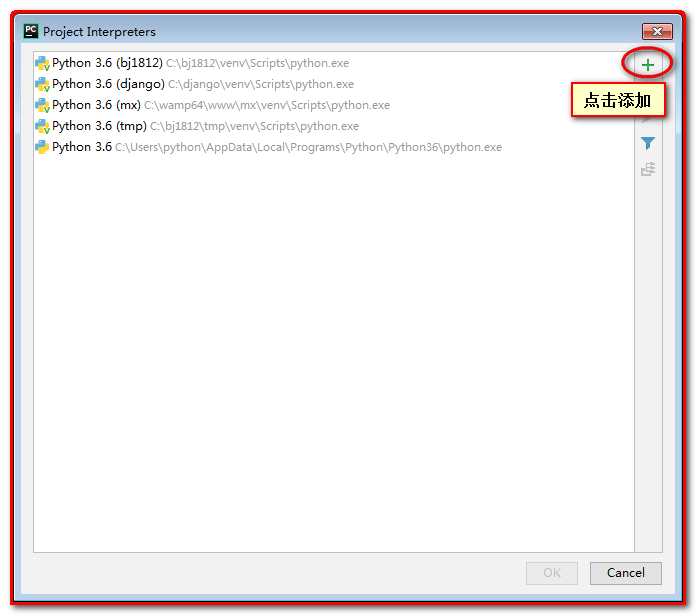 PC Project Interpreters
Python 3.6 (bj1812) C:\bj1812\venv\Scripts\python.exe
Python 3.6 (django) C:\django\venv\Scripts\python.exe
点击添加
Python 3.6 (mx) C:\wamp64\www\mx\venv\Scripts\python.exe
Python 3.6 (tmp) C:\bj1812\tmp\venv\Scripts\python.exe
Python 3.6 C:\Users\python\AppData\Local\Programs\Python\Python36\python.exe
OK Cancel